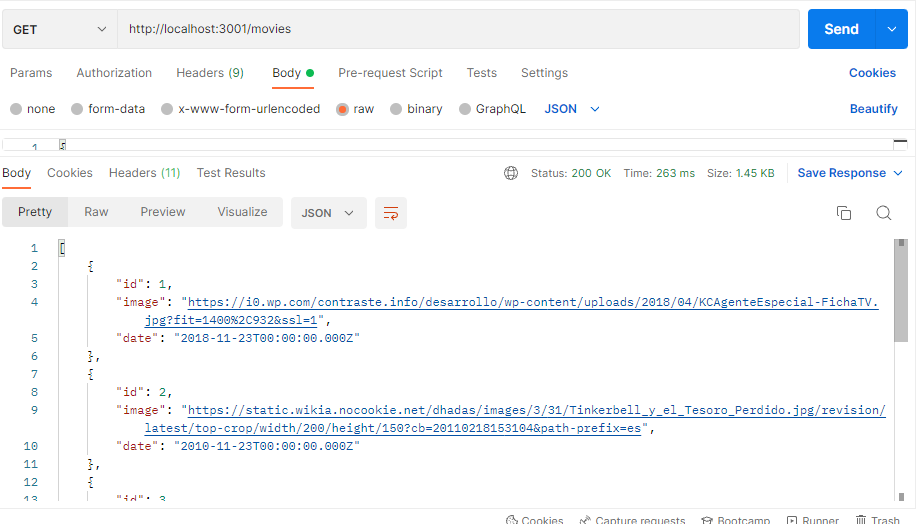 GET http://localhost:3001/movies Send
Params Authorization Headers (9) Body Pre-request Script Tests Settings Cookies
none form-data x-www-form-urlencoded raw binary GraphQL JSON Beautify
1 [
Body Cookies Headers (11) Test Results Status: 200 OK Time: 263 ms Size: 1.45 KB Save Response
Pretty Raw Preview Visualize JSON
1 [
2 {
3 "id": 1,
4 "image": "https://i0.wp.com/contraste.info/desarrollo/wp-content/uploads/2018/04/KCAgenteEspecial-FichaTV.
jpg?fit=1400%2C932&ssl=1",
5 "date": "2018-11-23T00:00:00.000Z"
6 },
7 {
8 "id": 2,
9 "image": "https://static.wikia.nocookie.net/dhadas/images/3/31/Tinkerbell_y_el_Tesoro_Perdido.jpg/revision/
latest/top-crop/width/200/height/150?cb=20110218153104&path-prefix=es",
10 "date": "2010-11-23T00:00:00.000Z"
11 },
12 {
13 "id": 3
Cookies Capture requests Bootcamp Runner Trash